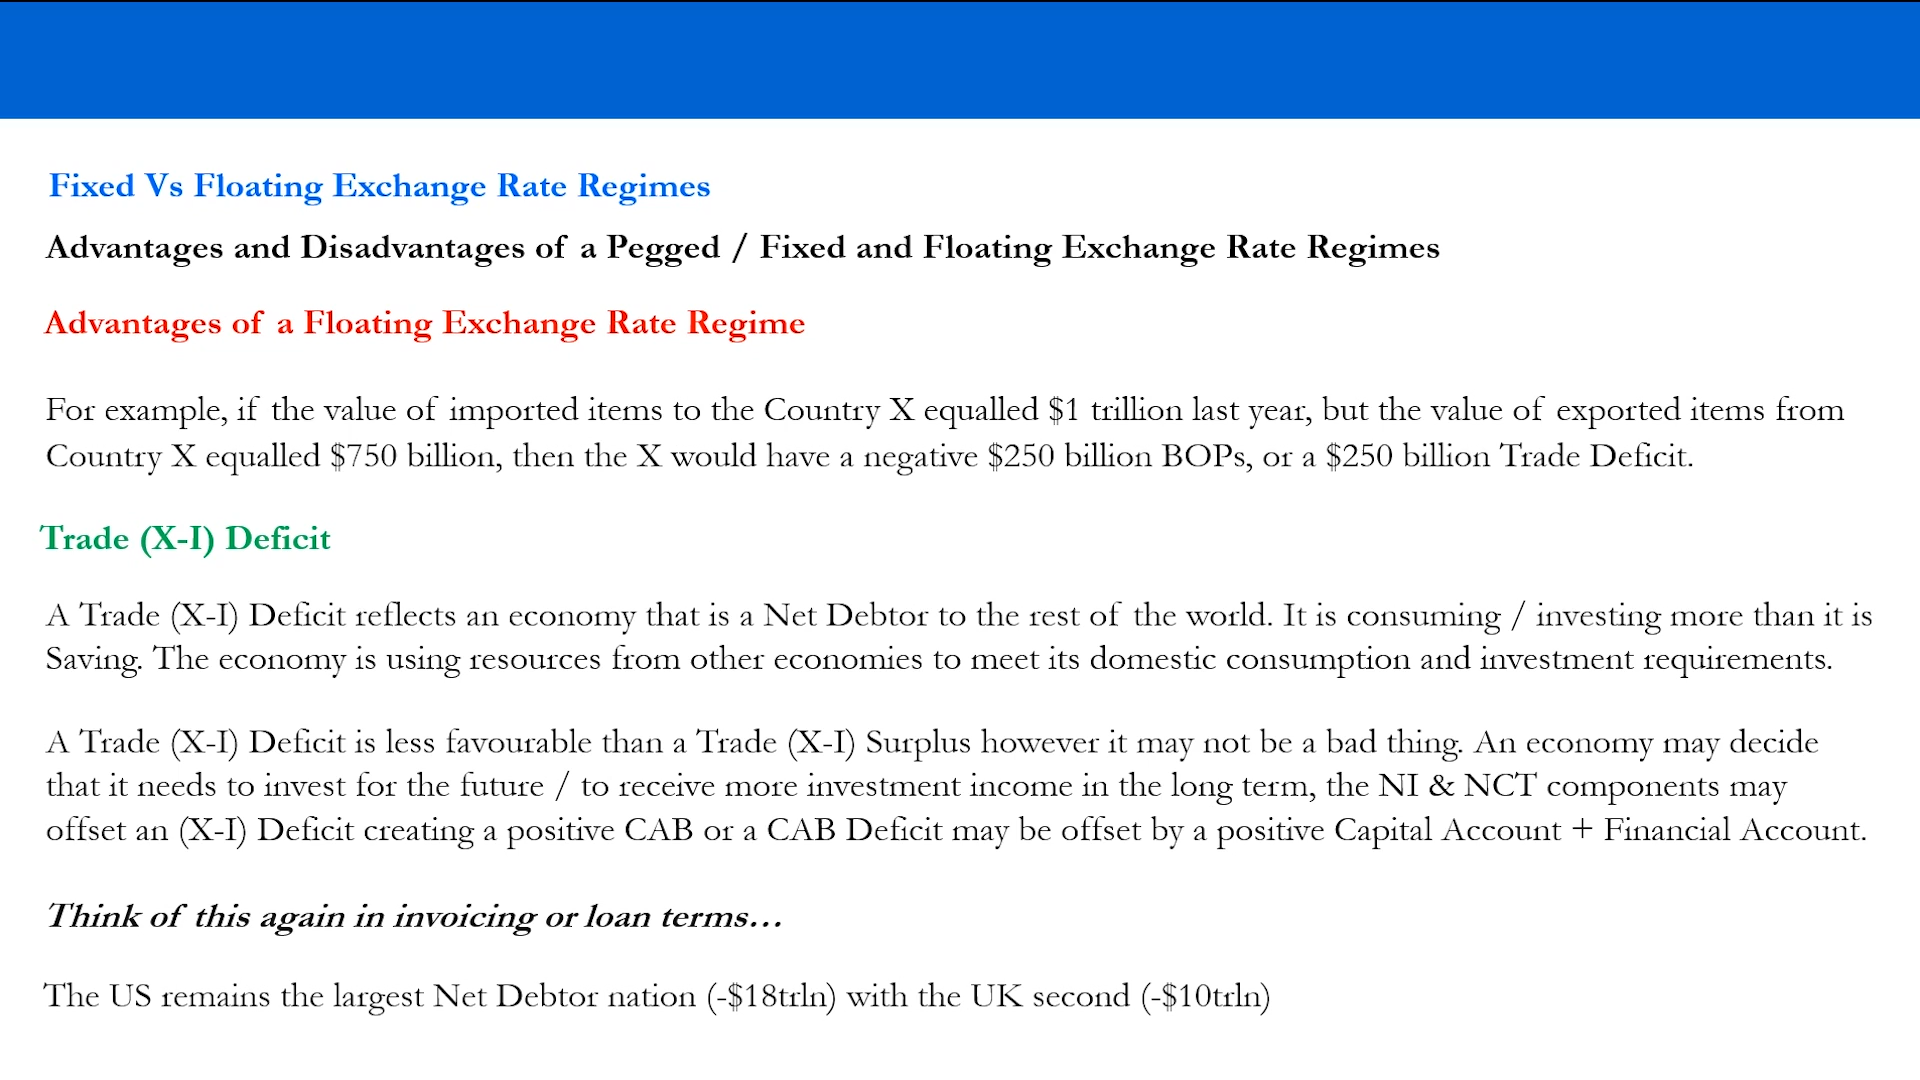 Fixed Vs Floating Exchange Rate Regimes
Advantages and Disadvantages of a Pegged / Fixed and Floating Exchange Rate Regimes
Advantages of a Floating Exchange Rate Regime
For example, if the value of imported items to the Country X equalled $1 trillion last year, but the value of exported items from
Country X equalled $750 billion, then the X would have a negative $250 billion BOPs, or a $250 billion Trade Deficit.
Trade (X-I) Deficit
A Trade (X-I) Deficit reflects an economy that is a Net Debtor to the rest of the world. It is consuming / investing more than it is
Saving. The economy is using resources from other economies to meet its domestic consumption and investment requirements.
A Trade (X-I) Deficit is less favourable than a Trade (X-I) Surplus however it may not be a bad thing. An economy may decide
that it needs to invest for the future / to receive more investment income in the long term, the NI & NCT components may
offset an (X-I) Deficit creating a positive CAB or a CAB Deficit may be offset by a positive Capital Account + Financial Account.
Think of this again in invoicing or loan terms...
The US remains the largest Net Debtor nation (-$18trln) with the UK second (-$10trln)